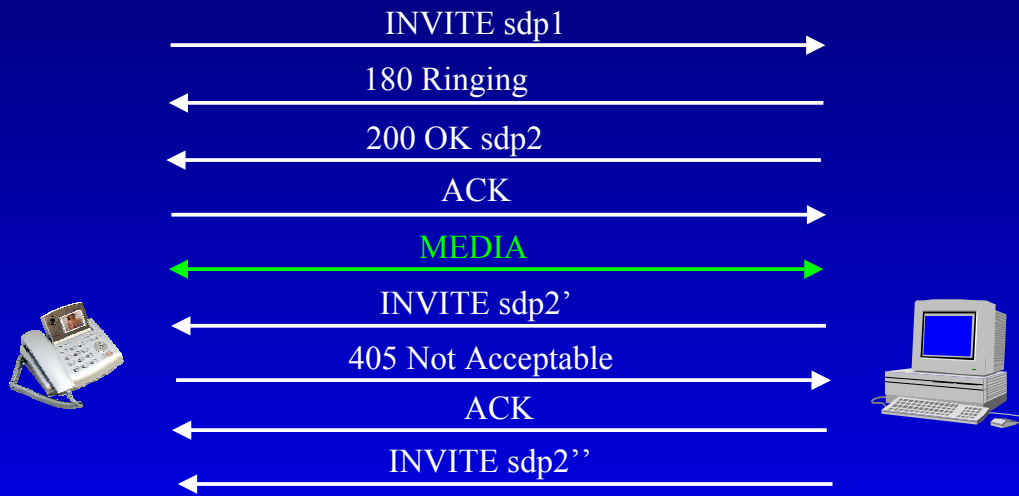 INVITE sdp1
180 Ringing
200 OK sdp2
ACK
MEDIA
INVITE sdp2’
405 Not Acceptable
ACK
INVITE sdp2’’